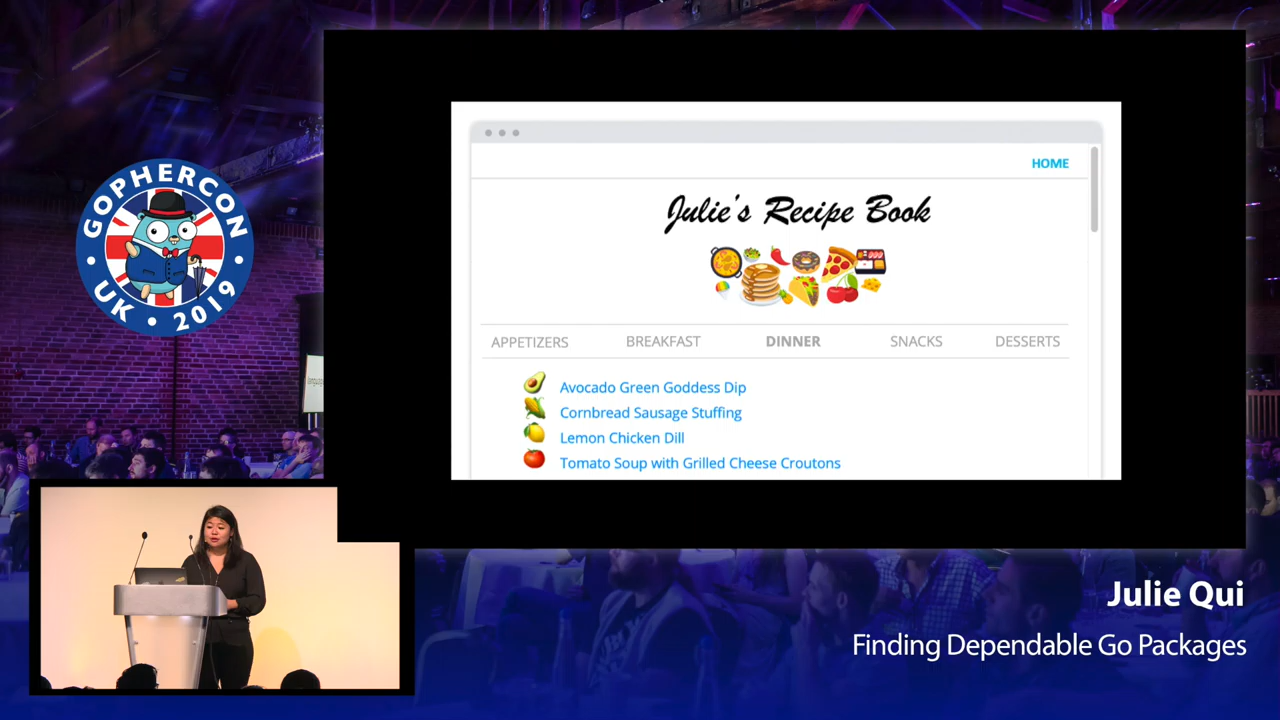 GOPHERCON
UK • 2019
HOME
Julie's Recipe Book
APPETIZERS BREAKFAST DINNER SNACKS DESSERTS
Avocado Green Goddess Dip
Cornbread Sausage Stuffing
Lemon Chicken Dill
Tomato Soup with Grilled Cheese Croutons
Julie Qui
Finding Dependable Go Packages